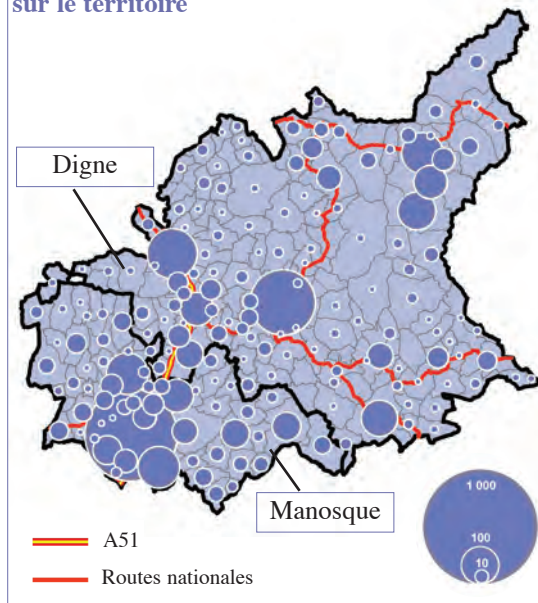 sur le territoire
Digne
Manosque
1 000
100
10
A51
Routes nationales